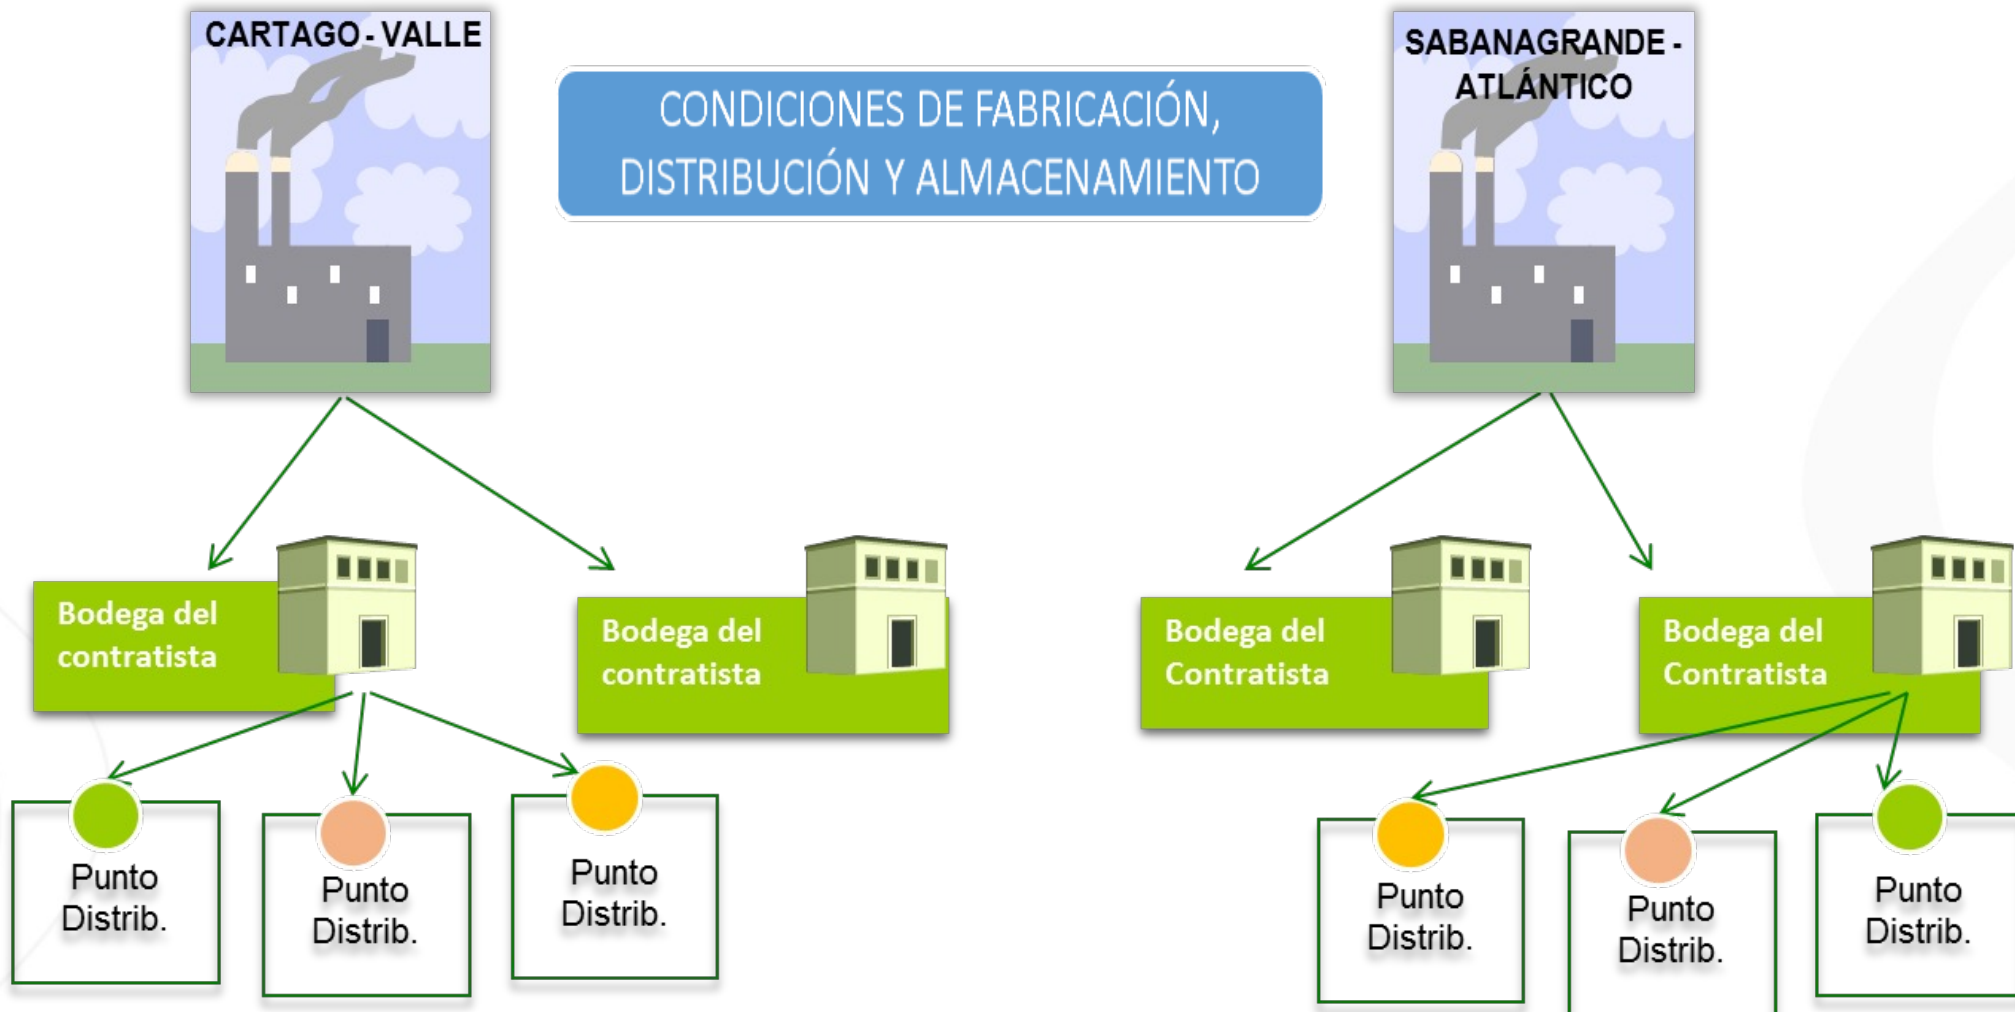 CARTAGO - VALLE
SABANAGRANDE -
ATLÁNTICO
CONDICIONES DE FABRICACIÓN,
DISTRIBUCIÓN Y ALMACENAMIENTO
Bodega del
contratista
Bodega del
contratista
Bodega del
Contratista
Bodega del
Contratista
Punto
Distrib.
Punto
Distrib.
Punto
Distrib.
Punto
Distrib.
Punto
Distrib.
Punto
Distrib.